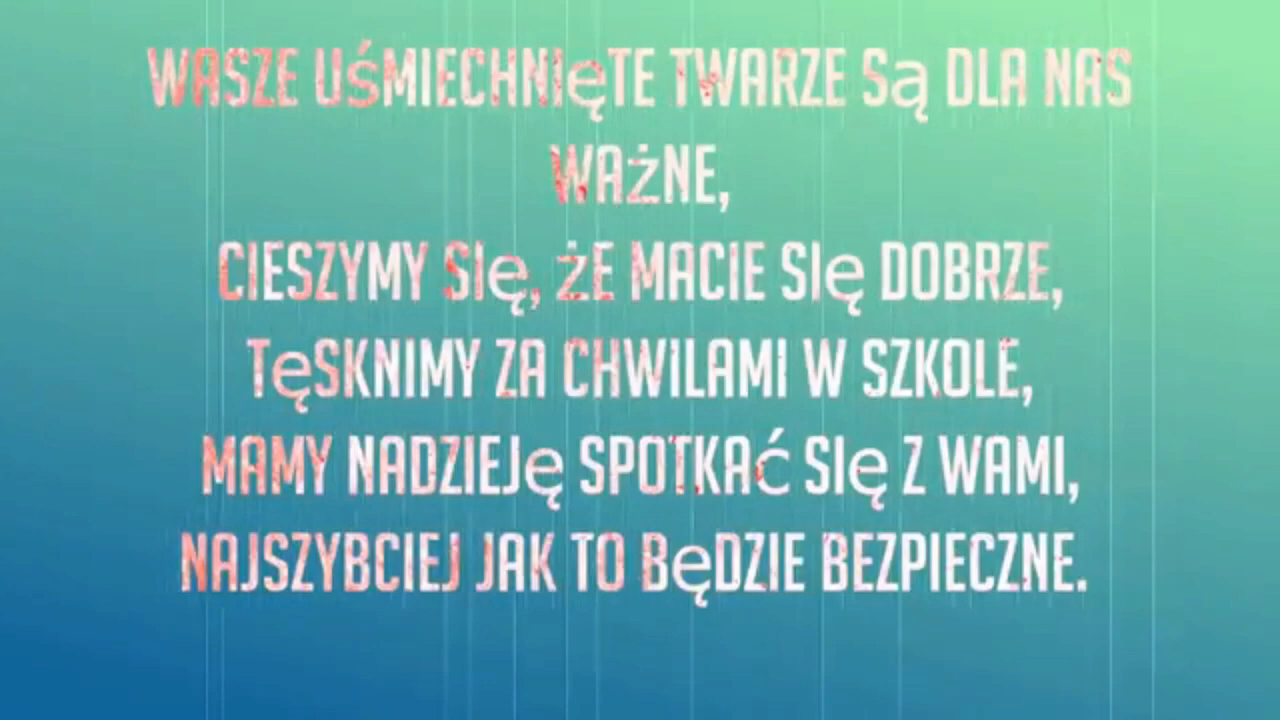 WASZE UśMIECHNIęTE TWARZE Są DLA NAS
WAżNE,
CIESZYMY SIę, żE MACIE SIę DOBRZE,
TęSKNIMY ZA CHWILAMI W SZKOLE,
MAMY NADZIEJę SPOTKAć SIę Z WAMI,
NAJSZYBCIEJ JAK TO BęDZIE BEZPIECZNE.